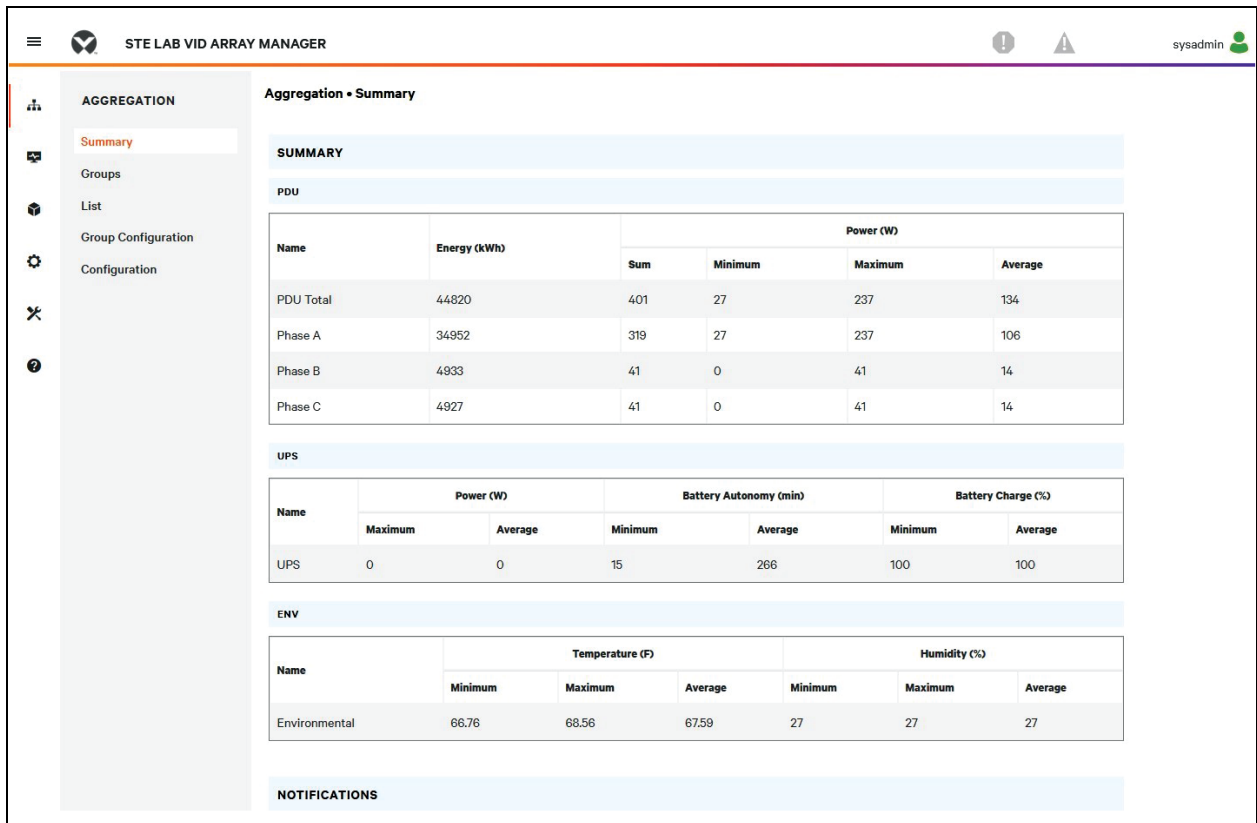 STE LAB VID ARRAY MANAGER
sysadmin
AGGREGATION
Summary
Groups
List
Group Configuration
Configuration
Aggregation • Summary
SUMMARY
PDU
Name Energy (kWh) Power (W)
Sum Minimum Maximum Average
PDU Total 44820 401 27 237 134
Phase A 34952 319 27 237 106
Phase B 4933 41 0 41 14
Phase C 4927 41 0 41 14
UPS
Name Power (W) Battery Autonomy (min) Battery Charge (%)
Maximum Average Minimum Average Minimum Average
UPS 0 0 15 266 100 100
ENV
Name Temperature (F) Humidity (%)
Minimum Maximum Average Minimum Maximum Average
Environmental 66.76 68.56 67.59 27 27 27
NOTIFICATIONS